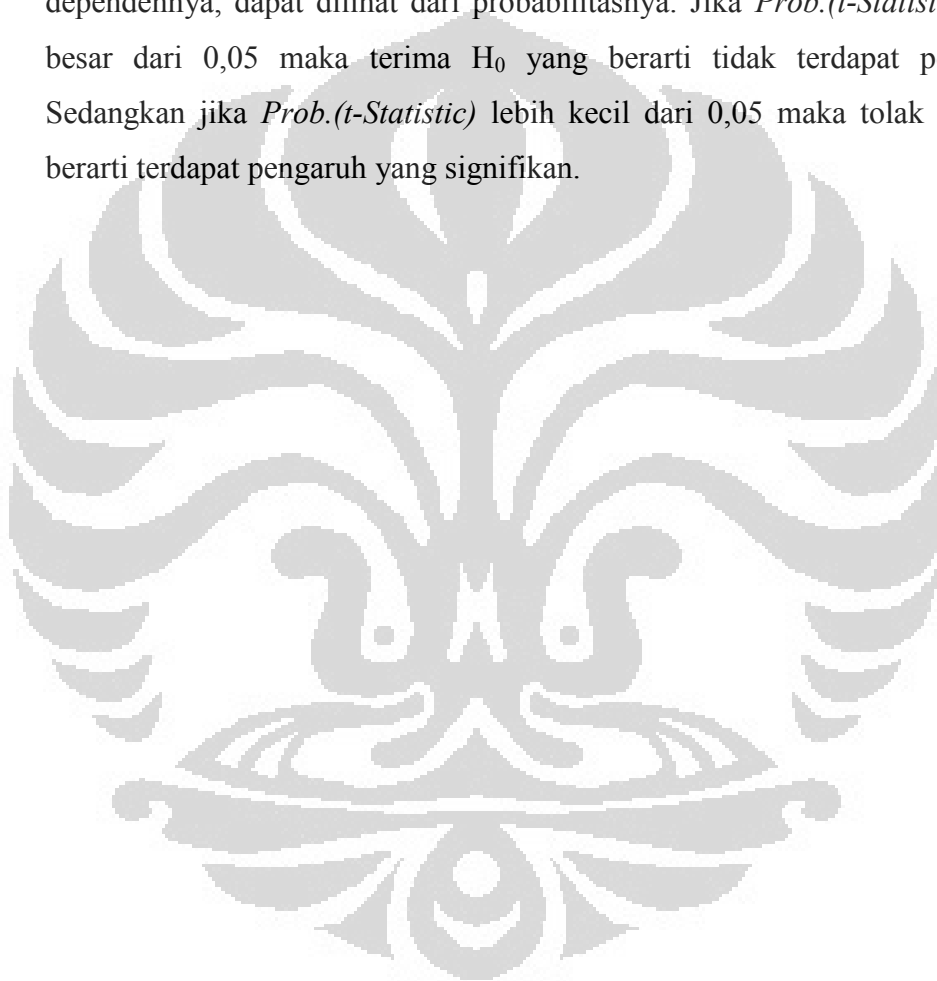 dependennya, dapat dilihat dari probabilitasnya. Jika Prob.(t-Statist
besar dari 0,05 maka terima H₀ yang berarti tidak terdapat p
Sedangkan jika Prob.(t-Statistic) lebih kecil dari 0,05 maka tolak
berarti terdapat pengaruh yang signifikan.